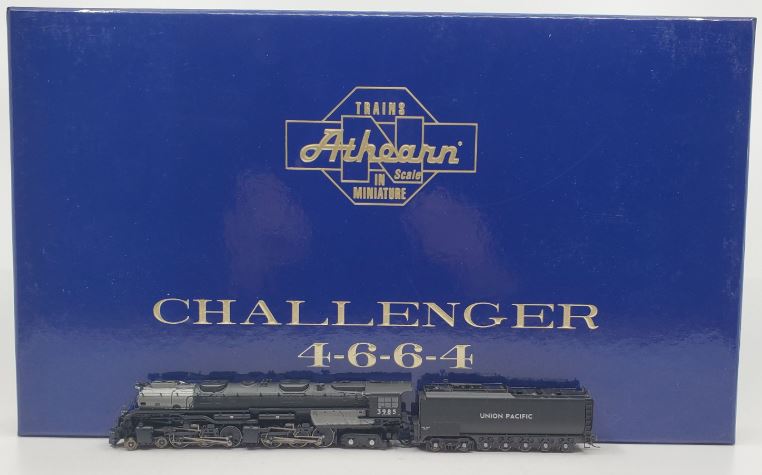 TRAINS
Athearn®
N Scale
IN
MINIATURE
CHALLENGER
4-6-6-4
3985
UNION PACIFIC